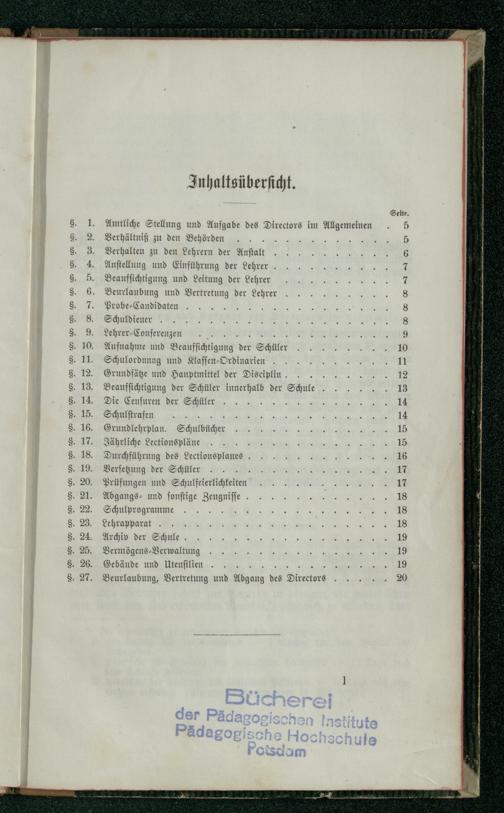 Inhaltsübersicht.
Seite.
§. 1. Amtliche Stellung und Aufgabe des Directors im Allgemeinen . 5
§. 2. Verhältniß zu den Behörden . . . . . . . . . . . 5
§. 3. Verhalten zu den Lehrern der Anstalt . . . . . . . . 6
§. 4. Anstellung und Einführung der Lehrer . . . . . . . . 7
§. 5. Beaufsichtigung und Leitung der Lehrer . . . . . . . . 7
§. 6. Beurlaubung und Vertretung der Lehrer . . . . . . . . 8
§. 7. Probe-Candidaten . . . . . . . . . . . . . . 8
§. 8. Schuldiener . . . . . . . . . . . . . . . . 8
§. 9. Lehrer-Conferenzen . . . . . . . . . . . . . 9
§. 10. Aufnahme und Beaufsichtigung der Schüler . . . . . . . 10
§. 11. Schulordnung und Klassen-Ordinarien . . . . . . . . 11
§. 12. Grundsätze und Hauptmittel der Disciplin . . . . . . . . 12
§. 13. Beaufsichtigung der Schüler innerhalb der Schule . . . . . . 13
§. 14. Die Censuren der Schüler . . . . . . . . . . . . 14
§. 15. Schulstrafen . . . . . . . . . . . . . . . 14
§. 16. Grundlehrplan. Schulbücher . . . . . . . . . . . 15
§. 17. Jährliche Lectionspläne . . . . . . . . . . . . 15
§. 18. Durchführung des Lectionsplanes . . . . . . . . . . 16
§. 19. Versetzung der Schüler . . . . . . . . . . . . . 17
§. 20. Prüfungen und Schulfeierlichkeiten . . . . . . . . . 17
§. 21. Abgangs- und sonstige Zeugnisse . . . . . . . . . . 18
§. 22. Schulprogramme . . . . . . . . . . . . . . 18
§. 23. Lehrapparat . . . . . . . . . . . . . . . . 18
§. 24. Archiv der Schule . . . . . . . . . . . . . . 19
§. 25. Vermögens-Verwaltung . . . . . . . . . . . . 19
§. 26. Gebäude und Utensilien . . . . . . . . . . . . 19
§. 27. Beurlaubung, Vertretung und Abgang des Directors . . . . . 20
1
Bücherei
der Pädagogischen Institute
Pädagogische Hochschule
Potsdam